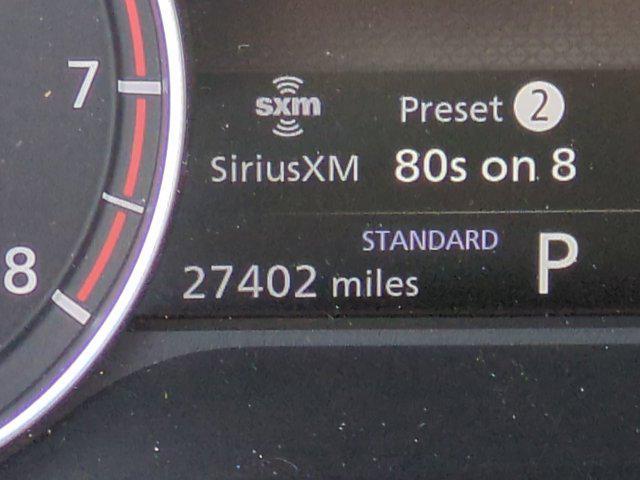 7
sxm
Preset 2
SiriusXM
80s on 8
STANDARD
P
8
27402 miles